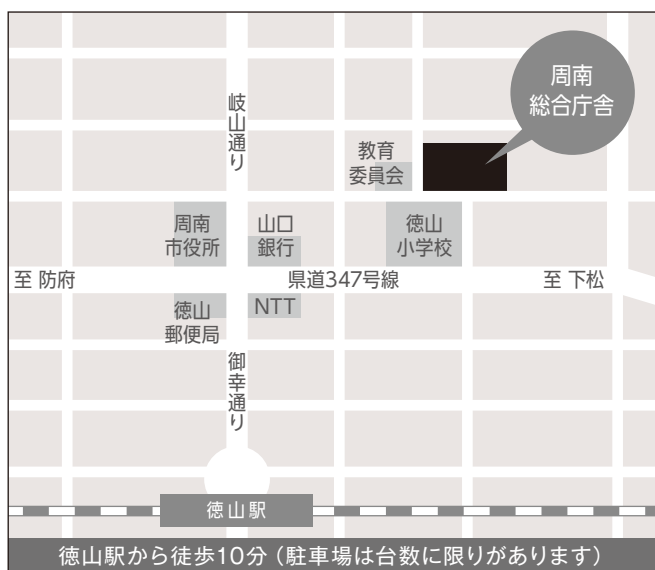 周南
総合庁舎
岐山通り
教育
委員会
周南
市役所
山口
銀行
徳山
小学校
至 防府
県道347号線
至 下松
徳山
郵便局
NTT
御幸通り
徳山駅
徳山駅から徒歩10分（駐車場は台数に限りがあります）